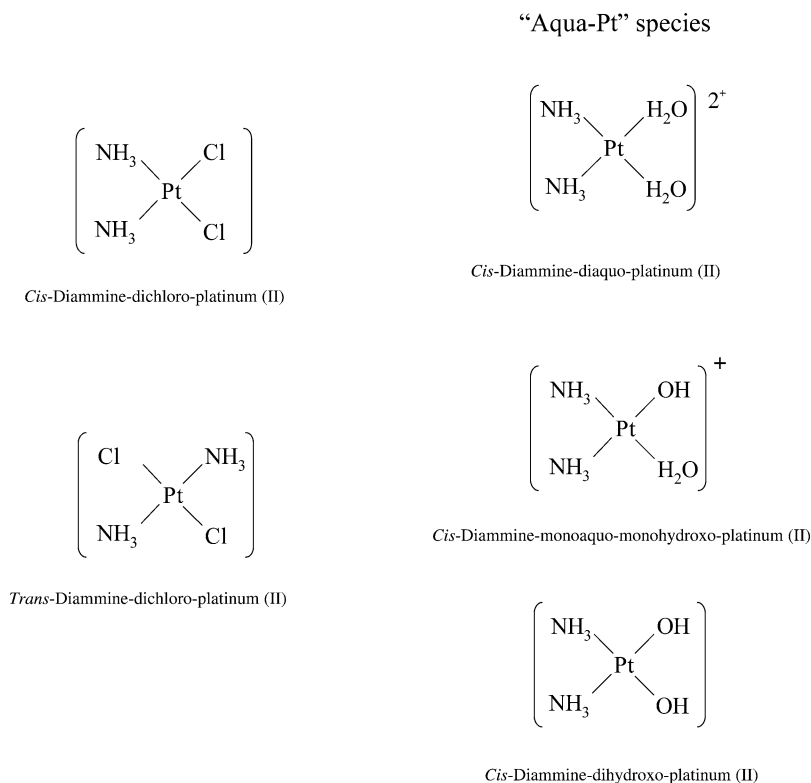 “Aqua-Pt” species
NH₃ Cl
Pt
NH₃ Cl
Cis-Diammine-dichloro-platinum (II)
Cl NH₃
Pt
NH₃ Cl
Trans-Diammine-dichloro-platinum (II)
NH₃ H₂O 2⁺
Pt
NH₃ H₂O
Cis-Diammine-diaquo-platinum (II)
NH₃ OH +
Pt
NH₃ H₂O
Cis-Diammine-monoaquo-monohydroxo-platinum (II)
NH₃ OH
Pt
NH₃ OH
Cis-Diammine-dihydroxo-platinum (II)